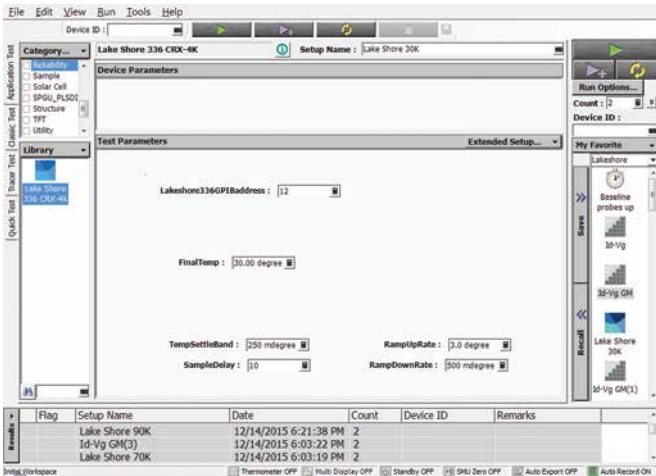 File Edit View Run Tools Help
Device ID :
Application Test
Classic Test
Tracer Test
Quick Test
Category...
Reliability
Sample
Solar Cell
SPGU_PLSDI
Structure
TFT
Utility
Library
Lake Shore
336 CRX-4K
Lake Shore 336 CRX-4K
Setup Name : Lake Shore 30K
Device Parameters
Test Parameters
Extended Setup...
Lakeshore336GPIBaddress : 12
FinalTemp : 30.00 degree
TempSettleBand : 250 mdegree
RampUpRate : 3.0 degree
SampleDelay : 10
RampDownRate : 500 mdegree
Run Options...
Count : 2
Device ID :
My Favorite
Lakeshore
Save
Recall
Baseline
probes up
Id-Vg
Id-Vg GM
Lake Shore
30K
Id-Vg GM(1)
Results
Flag Setup Name Date Count Device ID Remarks
Lake Shore 90K 12/14/2015 6:21:38 PM 2
Id-Vg GM(3) 12/14/2015 6:03:22 PM 2
Lake Shore 70K 12/14/2015 6:03:19 PM 2
Initial Workspace Thermometer OFF Multi Display OFF Standby OFF SMU Zero OFF Auto Export OFF Auto Record ON